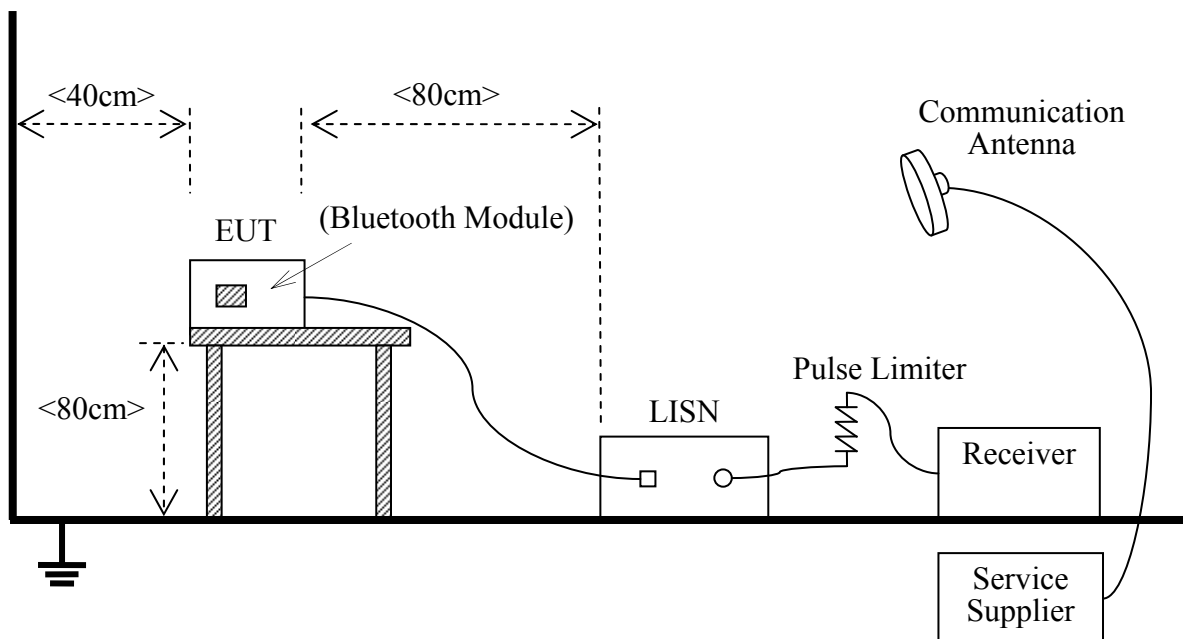 <40cm>
<80cm>
Communication
Antenna
(Bluetooth Module)
EUT
Pulse Limiter
<80cm>
LISN
Receiver
Service
Supplier